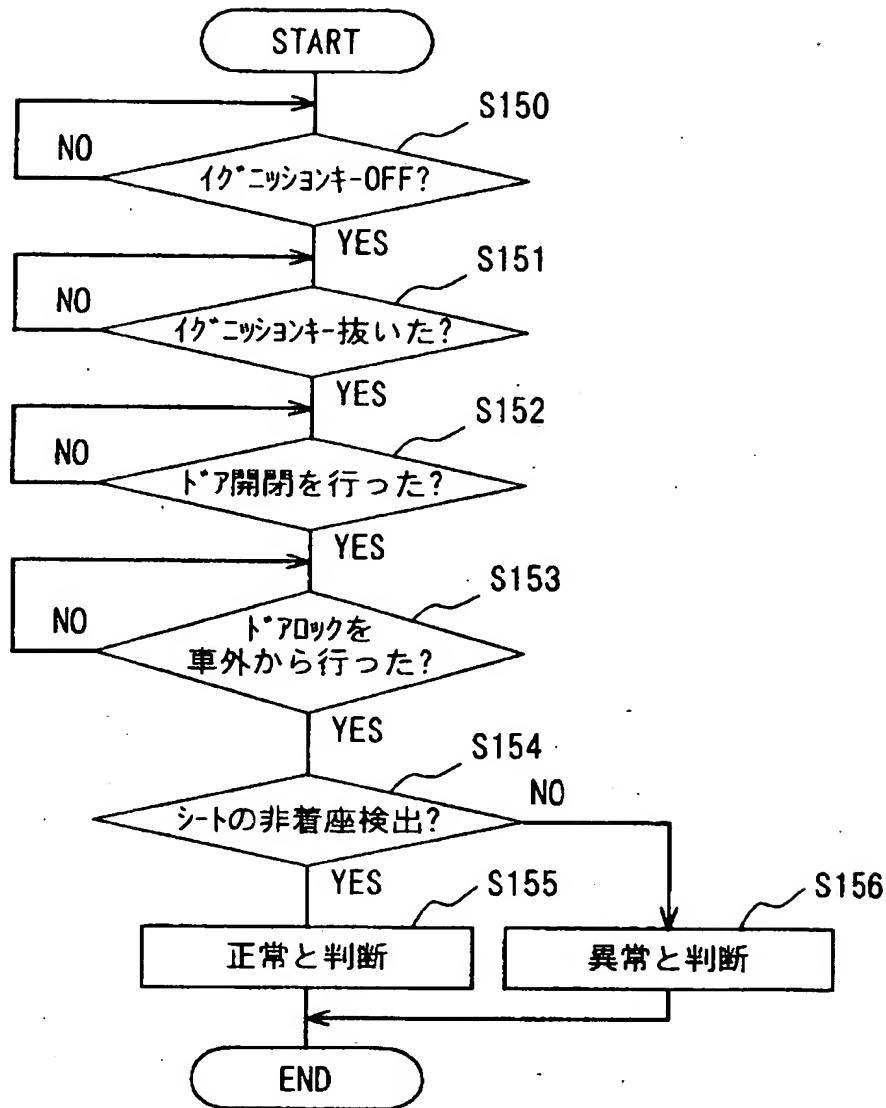 START
S150
NO
ｲｸﾞﾆｯｼｮﾝｷｰOFF?
YES
S151
NO
ｲｸﾞﾆｯｼｮﾝｷｰ抜いた?
YES
S152
NO
ﾄﾞｱ開閉を行った?
YES
S153
NO
ﾄﾞｱﾛｯｸを
車外から行った?
YES
S154
NO
ｼｰﾄの非着座検出?
YES
S155
S156
正常と判断
異常と判断
END